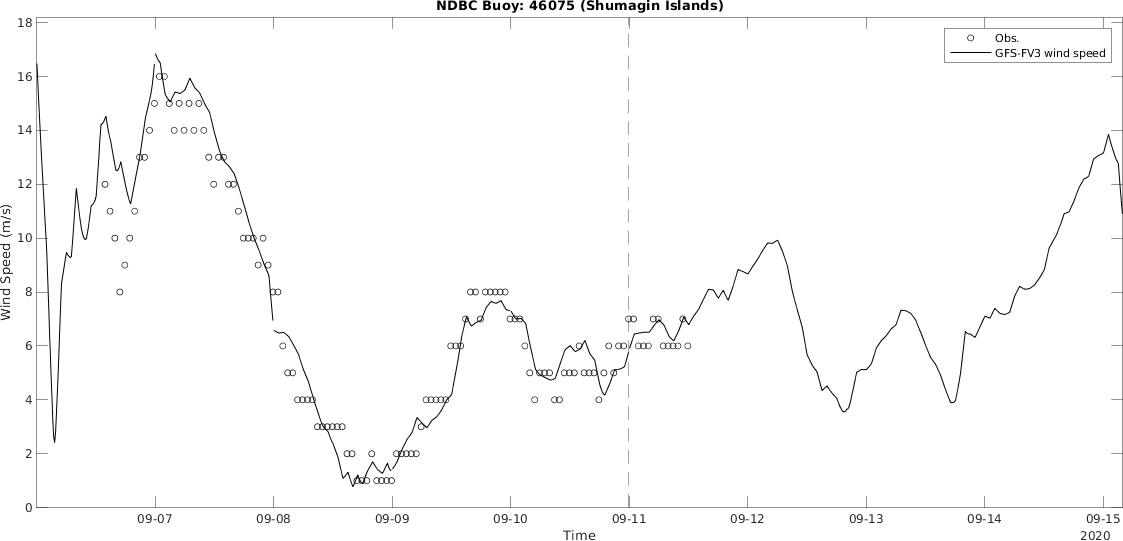 NDBC Buoy: 46075 (Shumagin Islands)
Obs.
GFS-FV3 wind speed
Wind Speed (m/s)
18
16
14
12
10
8
6
4
2
0
09-07 09-08 09-09 09-10 09-11 09-12 09-13 09-14 09-15
Time
2020